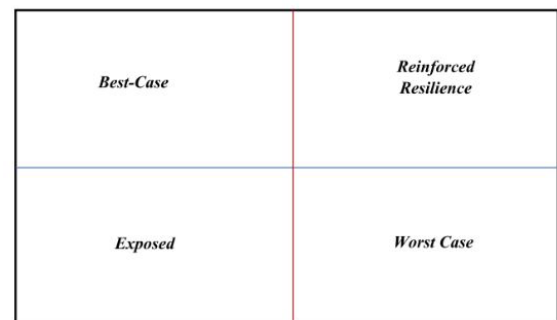 Best-Case
Reinforced
Resilience
Exposed
Worst Case